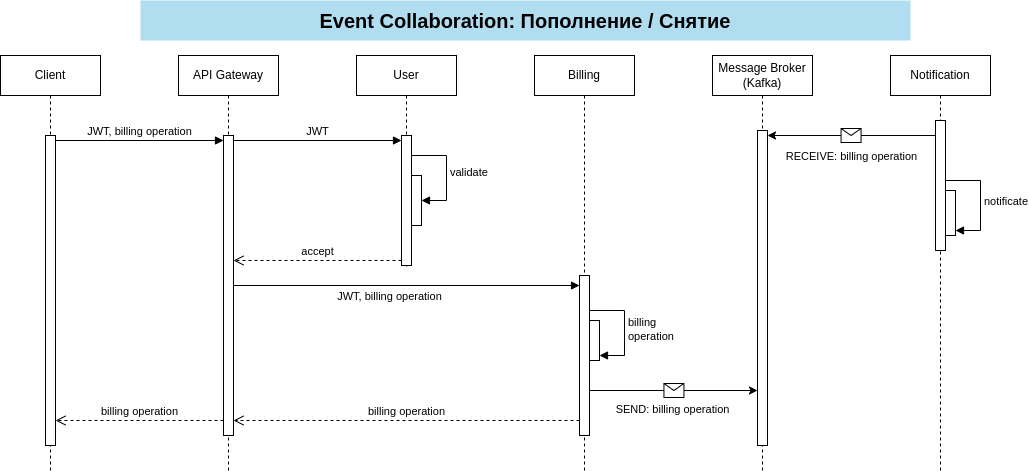 Event Collaboration: Пополнение / Снятие
Client
API Gateway
User
Billing
Message Broker
(Kafka)
Notification
JWT, billing operation
JWT
RECEIVE: billing operation
validate
notificate
accept
JWT, billing operation
billing
operation
SEND: billing operation
billing operation
billing operation